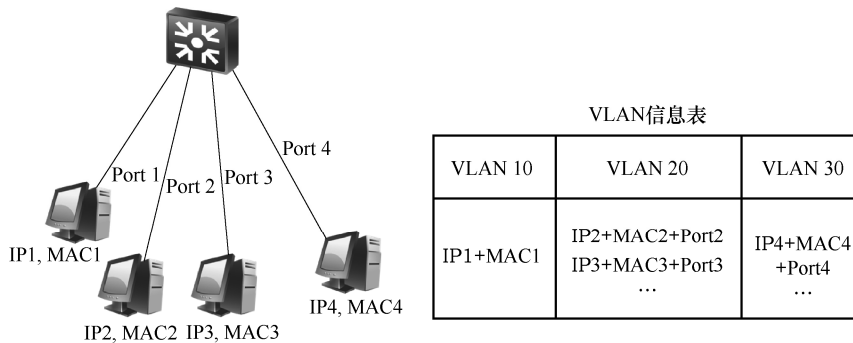 Port 1
Port 2
Port 3
Port 4
IP1, MAC1
IP2, MAC2
IP3, MAC3
IP4, MAC4
VLAN信息表
VLAN 10
VLAN 20
VLAN 30
IP1+MAC1
IP2+MAC2+Port2
IP3+MAC3+Port3
…
IP4+MAC4
+Port4
…